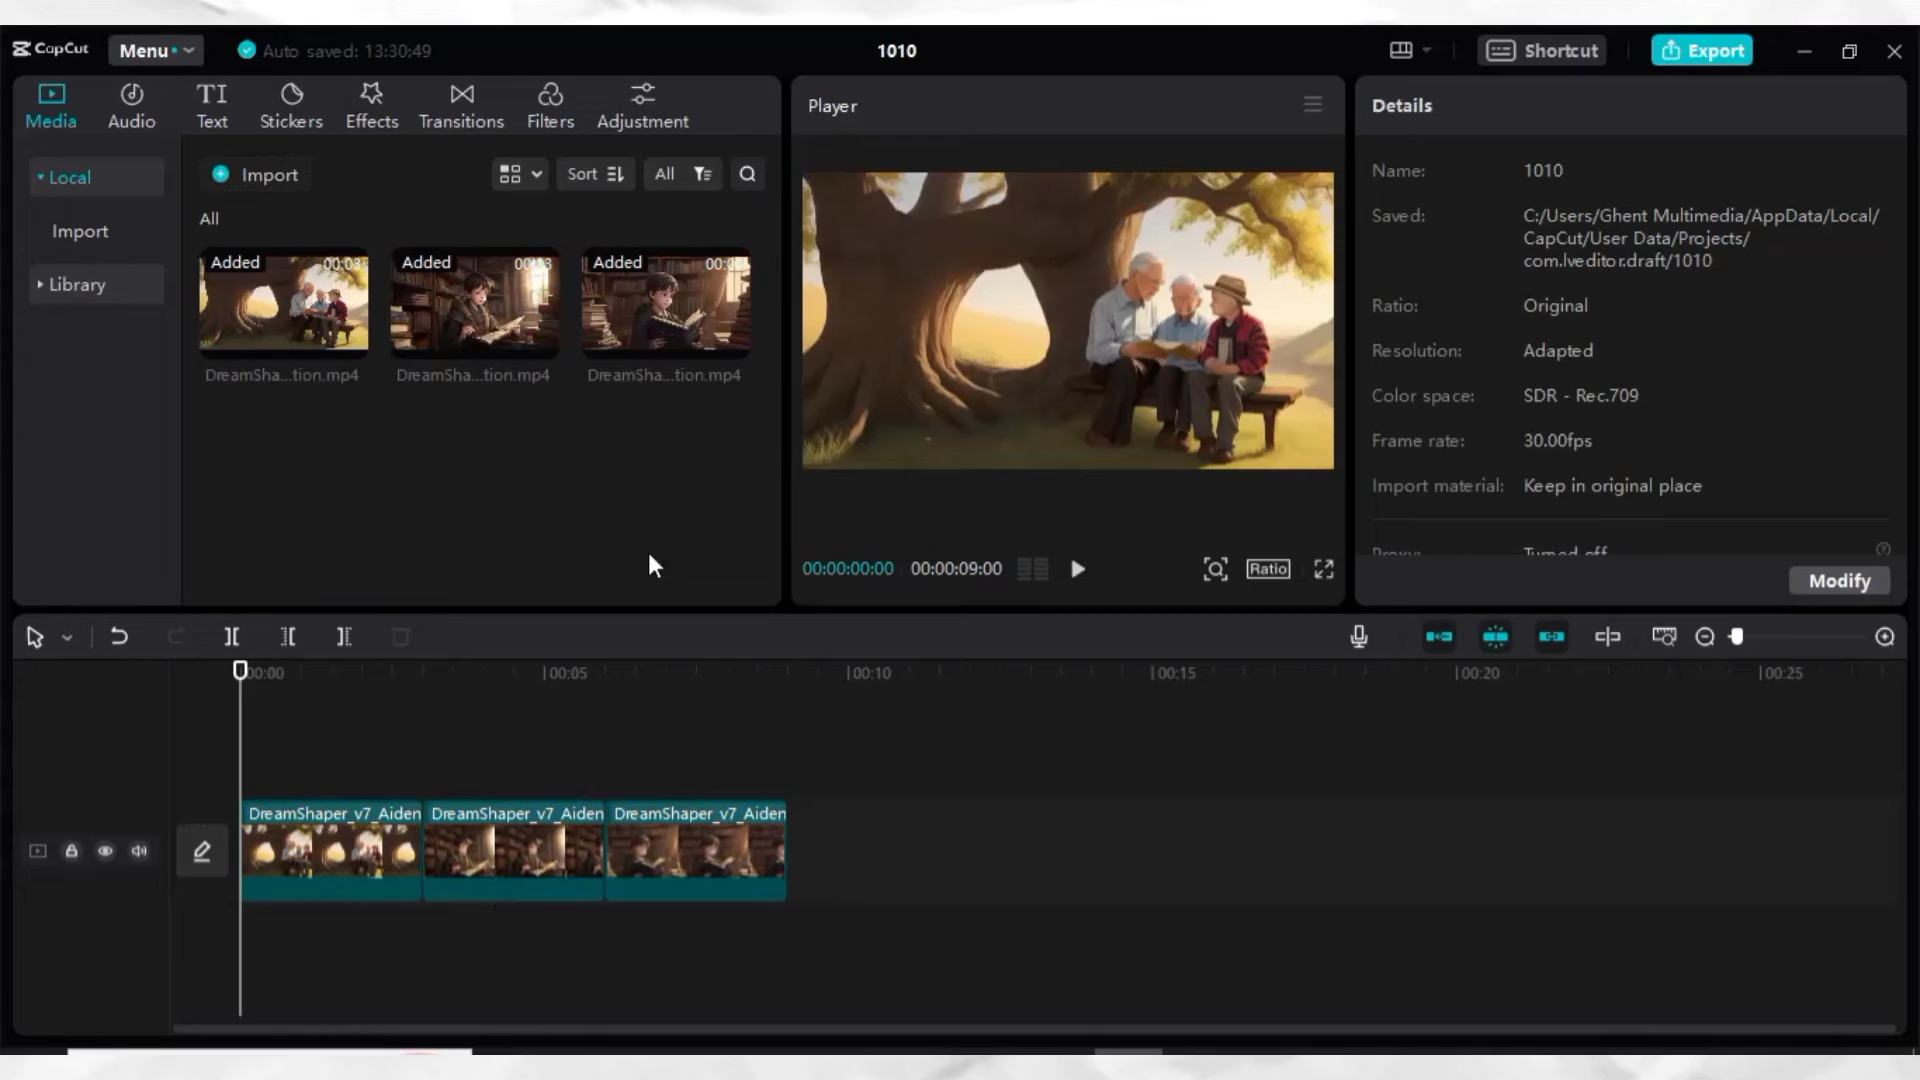 CapCut
Menu
Auto saved: 13:30:49
1010
Shortcut
Export
Media
Audio
Text
Stickers
Effects
Transitions
Filters
Adjustment
Player
Details
Local
Import
Library
Import
Sort
All
All
Added
00:03
Added
Added
DreamSha...tion.mp4
DreamSha...tion.mp4
DreamSha...tion.mp4
00:00:00:00
00:00:09:00
Ratio
Name:
1010
Saved:
C:/Users/Ghent Multimedia/AppData/Local/
CapCut/User Data/Projects/
com.lveditor.draft/1010
Ratio:
Original
Resolution:
Adapted
Color space:
SDR - Rec.709
Frame rate:
30.00fps
Import material:
Keep in original place
Proxy:
Turned off
Modify
00:00
00:05
00:10
00:15
00:20
00:25
DreamShaper_v7_Aiden
DreamShaper_v7_Aiden
DreamShaper_v7_Aiden